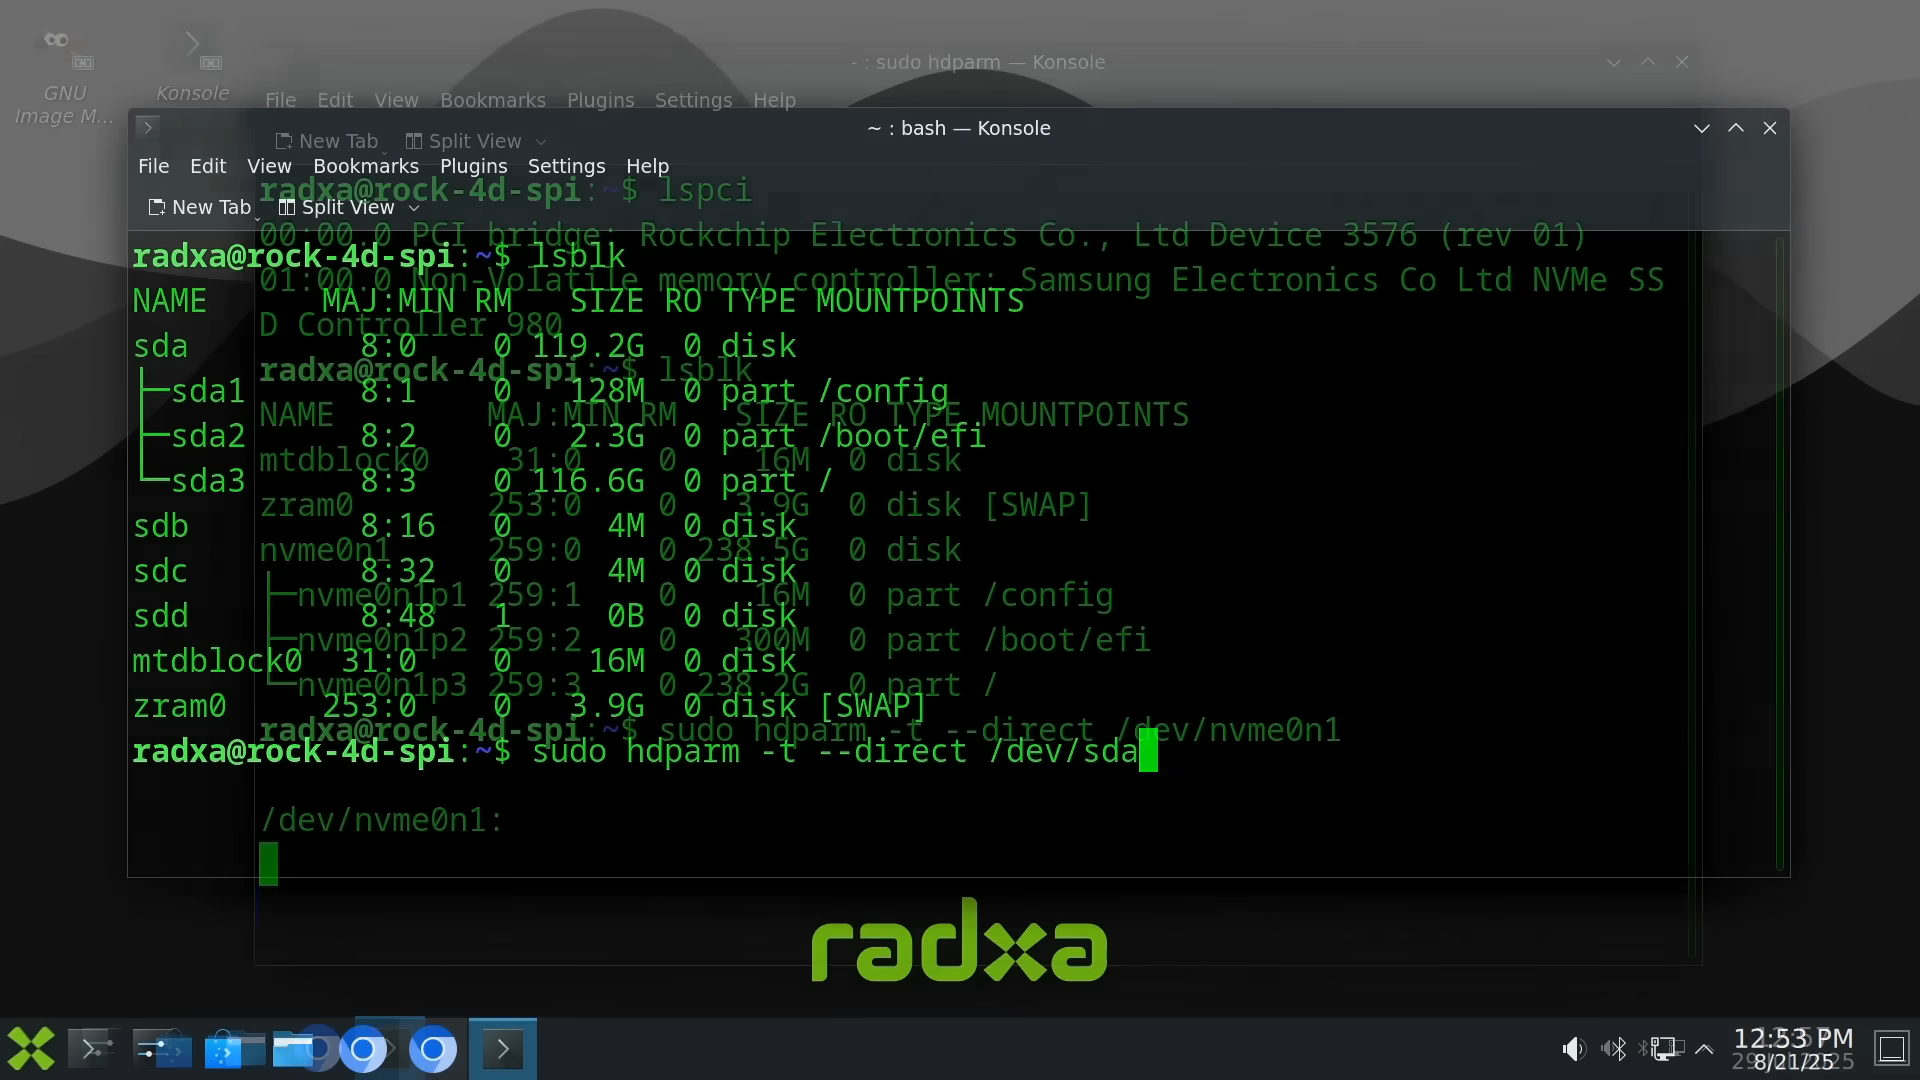 GNU
Image M...
Konsole
- : sudo hdparm — Konsole
File Edit View Bookmarks Plugins Settings Help
New Tab Split View
radxa@rock-4d-spi:~$ lspci
00:00.0 PCI bridge: Rockchip Electronics Co., Ltd Device 3576 (rev 01)
01:00.0 Non-Volatile memory controller: Samsung Electronics Co Ltd NVMe SS
D Controller 980
radxa@rock-4d-spi:~$ lsblk
NAME MAJ:MIN RM SIZE RO TYPE MOUNTPOINTS
mtdblock0 31:0 0 16M 0 disk
zram0 253:0 0 3.9G 0 disk [SWAP]
nvme0n1 259:0 0 238.5G 0 disk
├─nvme0n1p1 259:1 0 16M 0 part /config
├─nvme0n1p2 259:2 0 300M 0 part /boot/efi
└─nvme0n1p3 259:3 0 238.2G 0 part /
radxa@rock-4d-spi:~$ sudo hdparm -t --direct /dev/nvme0n1
/dev/nvme0n1:
~ : bash — Konsole
File Edit View Bookmarks Plugins Settings Help
New Tab Split View
radxa@rock-4d-spi:~$ lsblk
NAME MAJ:MIN RM SIZE RO TYPE MOUNTPOINTS
sda 8:0 0 119.2G 0 disk
├─sda1 8:1 0 128M 0 part /config
├─sda2 8:2 0 2.3G 0 part /boot/efi
└─sda3 8:3 0 116.6G 0 part /
sdb 8:16 0 4M 0 disk
sdc 8:32 0 4M 0 disk
sdd 8:48 1 0B 0 disk
mtdblock0 31:0 0 16M 0 disk
zram0 253:0 0 3.9G 0 disk [SWAP]
radxa@rock-4d-spi:~$ sudo hdparm -t --direct /dev/sda
radxa
12:53 PM
8/21/25